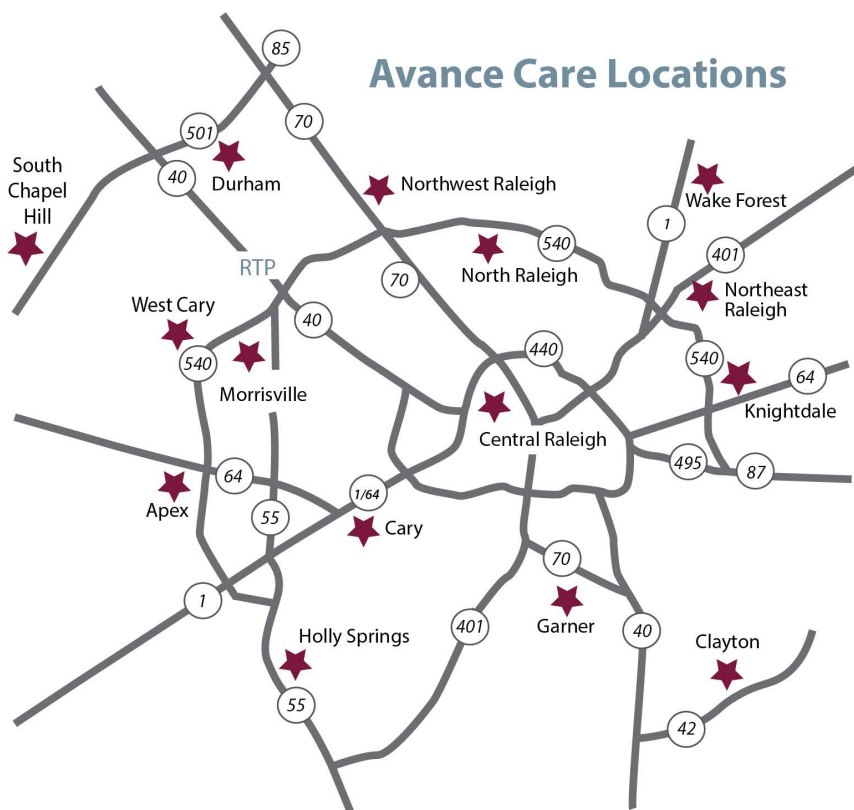 Avance Care Locations
85
70
501
40
South
Chapel
Hill
Durham
Northwest Raleigh
Wake Forest
1
401
540
North Raleigh
RTP
70
Northeast
Raleigh
West Cary
40
540
Morrisville
440
540
64
Knightdale
Central Raleigh
64
1/64
495
87
Apex
55
Cary
70
1
Holly Springs
401
Garner
40
Clayton
55
42